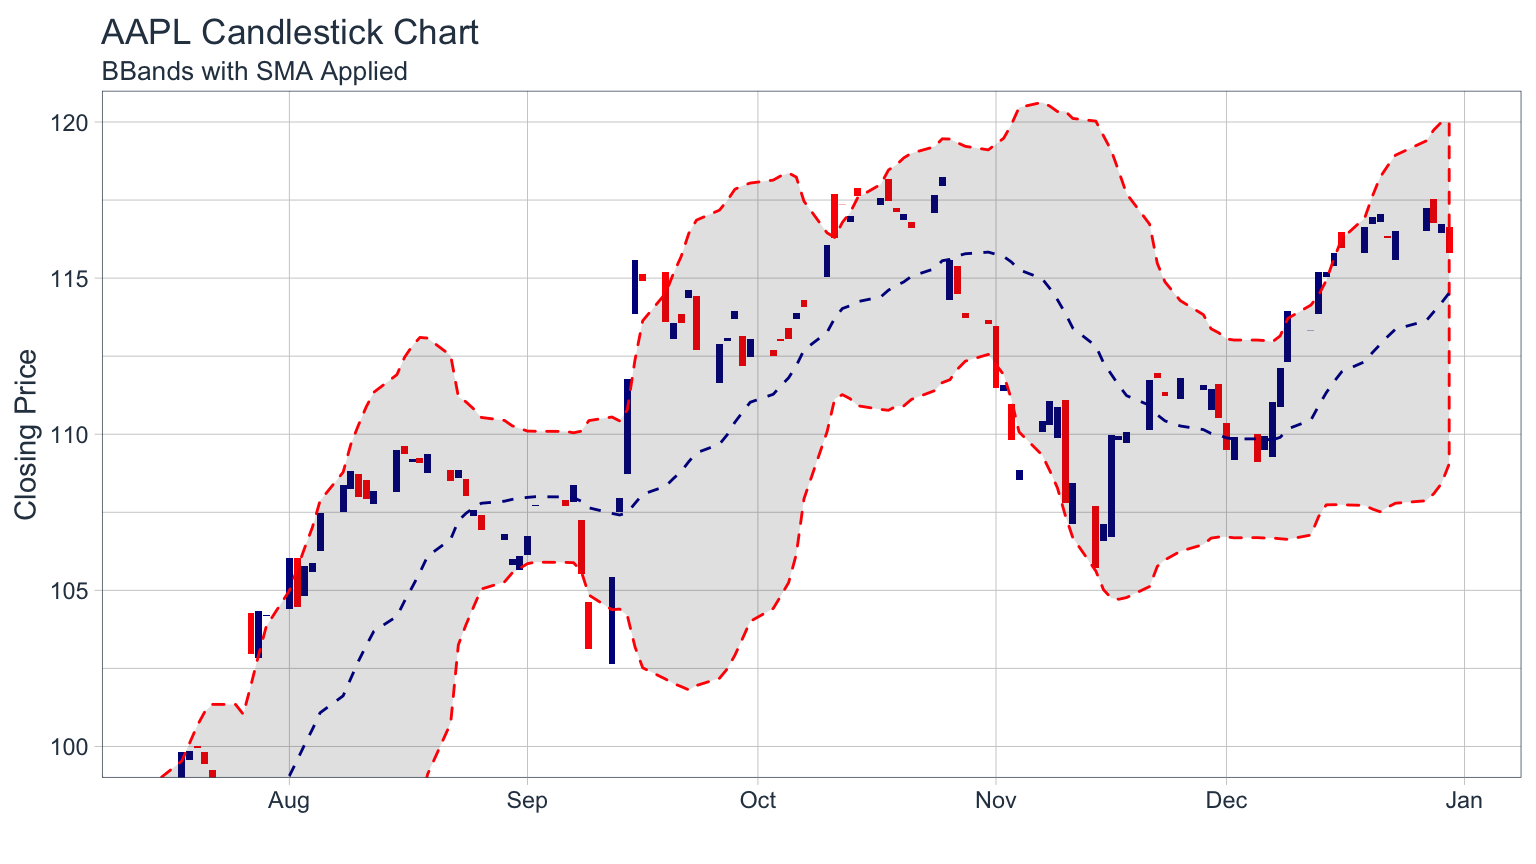 AAPL Candlestick Chart
BBands with SMA Applied
Closing Price
120
115
110
105
100
Aug Sep Oct Nov Dec Jan